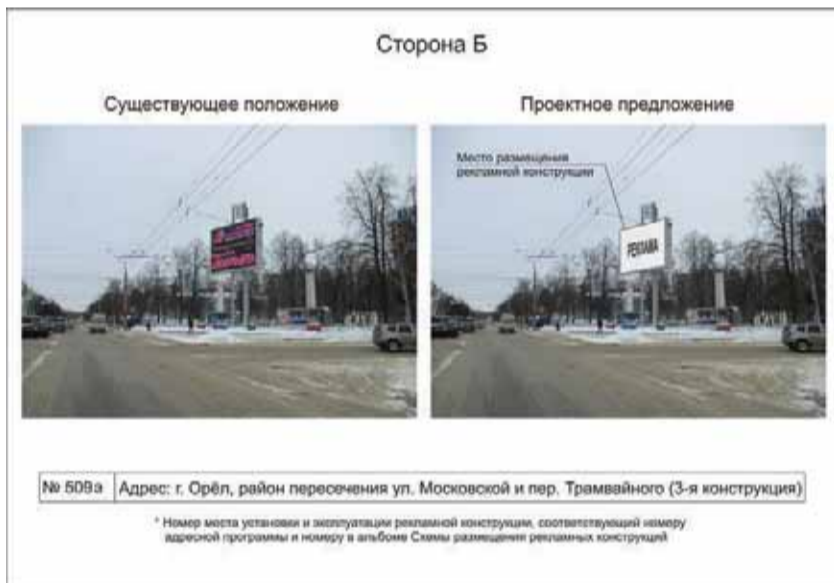 Сторона Б
Существующее положение
Проектное предложение
Место размещения
рекламной конструкции
РЕКЛАМА
№ 509а
Адрес: г. Орёл, район пересечения ул. Московской и пер. Трамвайного (3-я конструкция)
* Номер места установки и эксплуатации рекламной конструкции, соответствующий номеру
адресной программы и номеру в альбоме Схемы размещения рекламных конструкций